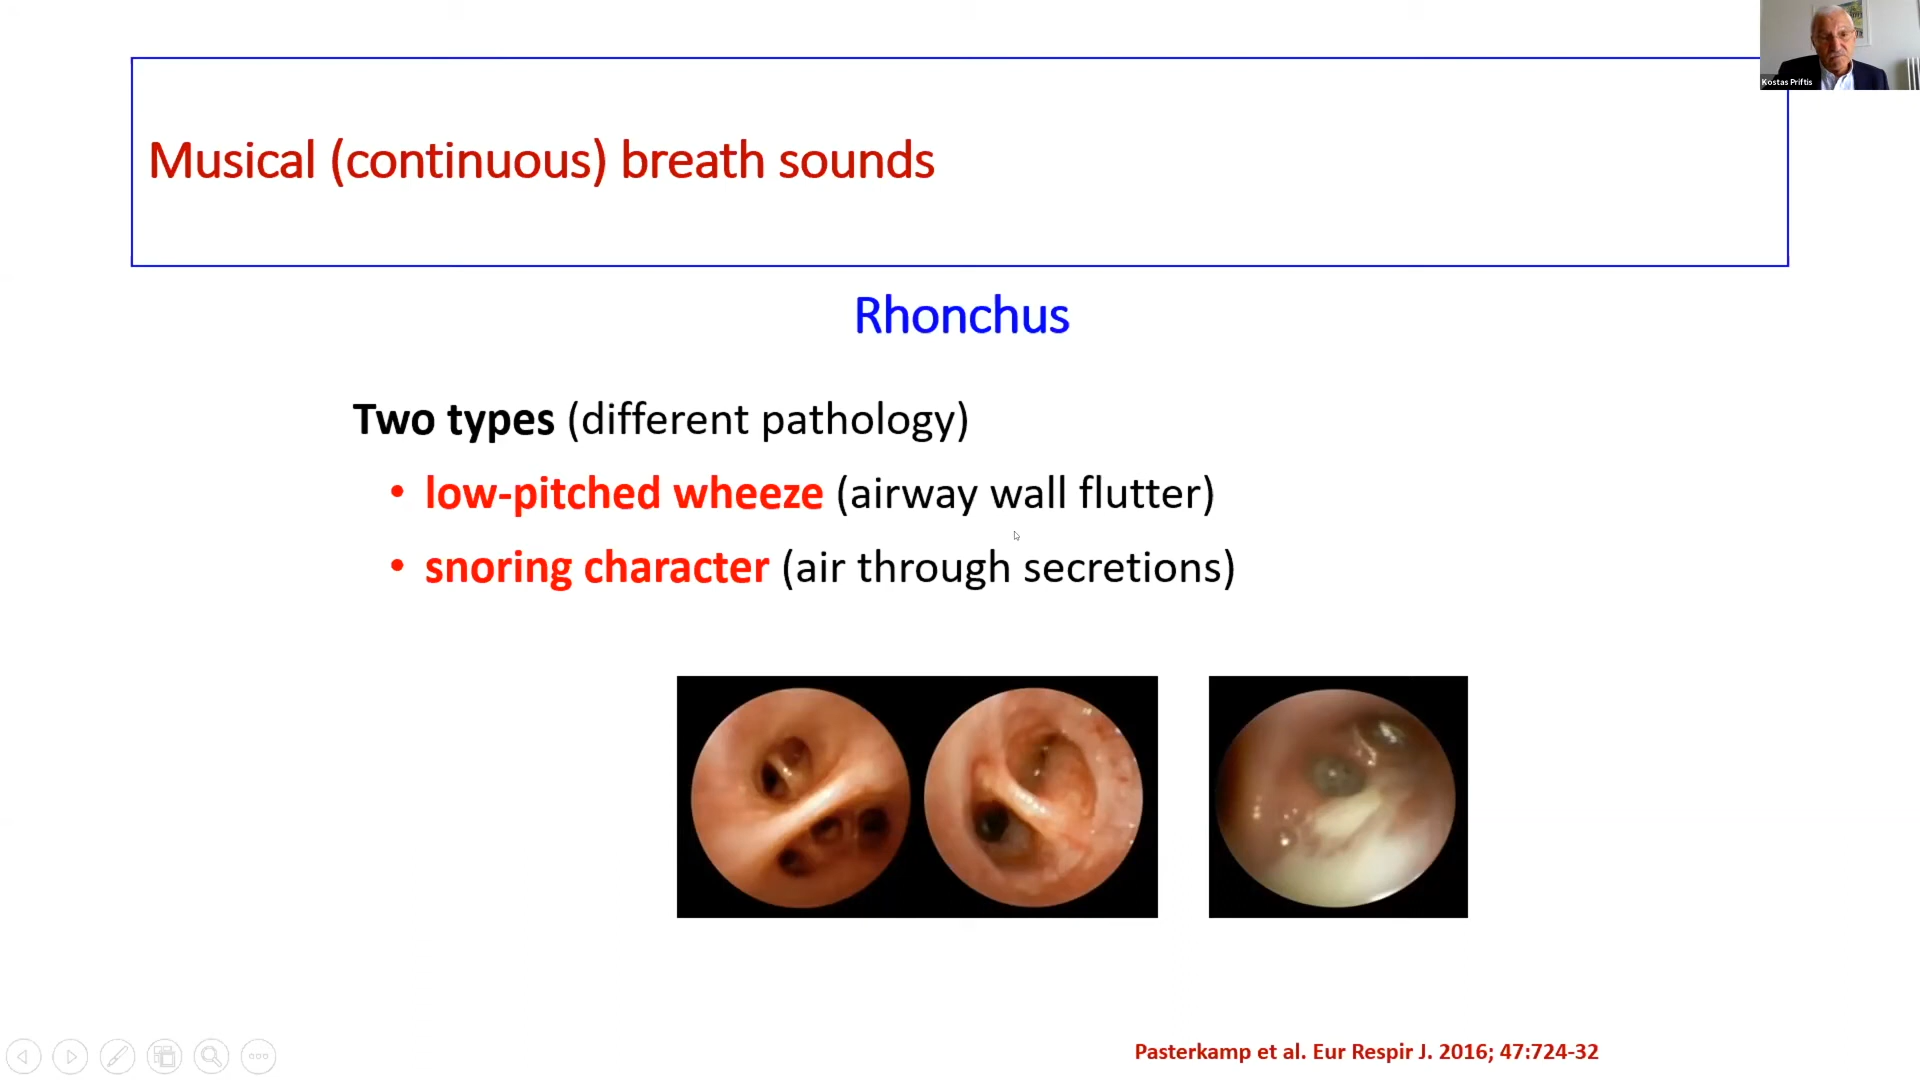 Kostas Priftis
Musical (continuous) breath sounds
Rhonchus
Two types (different pathology)
• low-pitched wheeze (airway wall flutter)
• snoring character (air through secretions)
Pasterkamp et al. Eur Respir J. 2016; 47:724-32